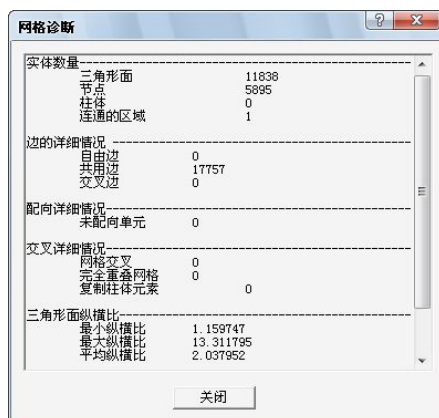 网格诊断
实体数量
三角形面 11838
节点 5895
柱体 0
连通的区域 1
边的详细情况
自由边 0
共用边 17757
交叉边 0
配向详细情况
未配向单元 0
交叉详细情况
网格交叉 0
完全重叠网格 0
复制柱体元素 0
三角形面纵横比
最小纵横比 1.159747
最大纵横比 13.311795
平均纵横比 2.037952
关闭